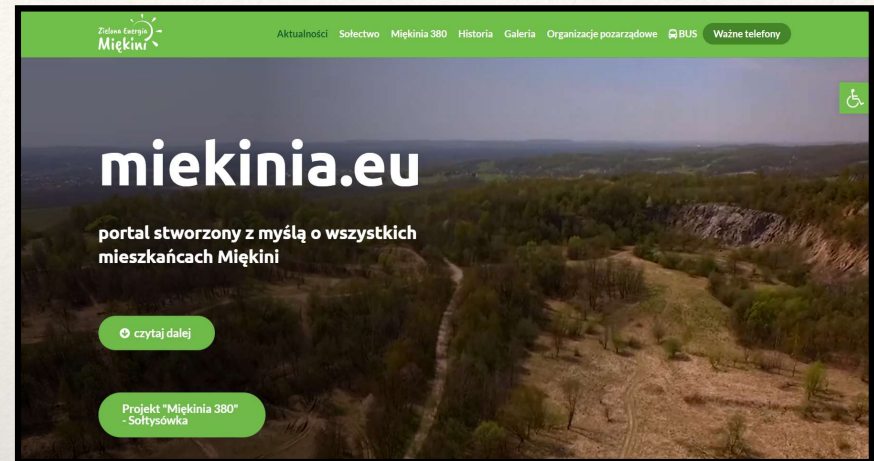 Zielona Energia
Miękini
Aktualności Sołectwo Miękinia 380 Historia Galeria Organizacje pozarządowe BUS Ważne telefony
miekinia.eu
portal stworzony z myślą o wszystkich
mieszkańcach Miękini
czytaj dalej
Projekt "Miękinia 380"
- Sołtysówka